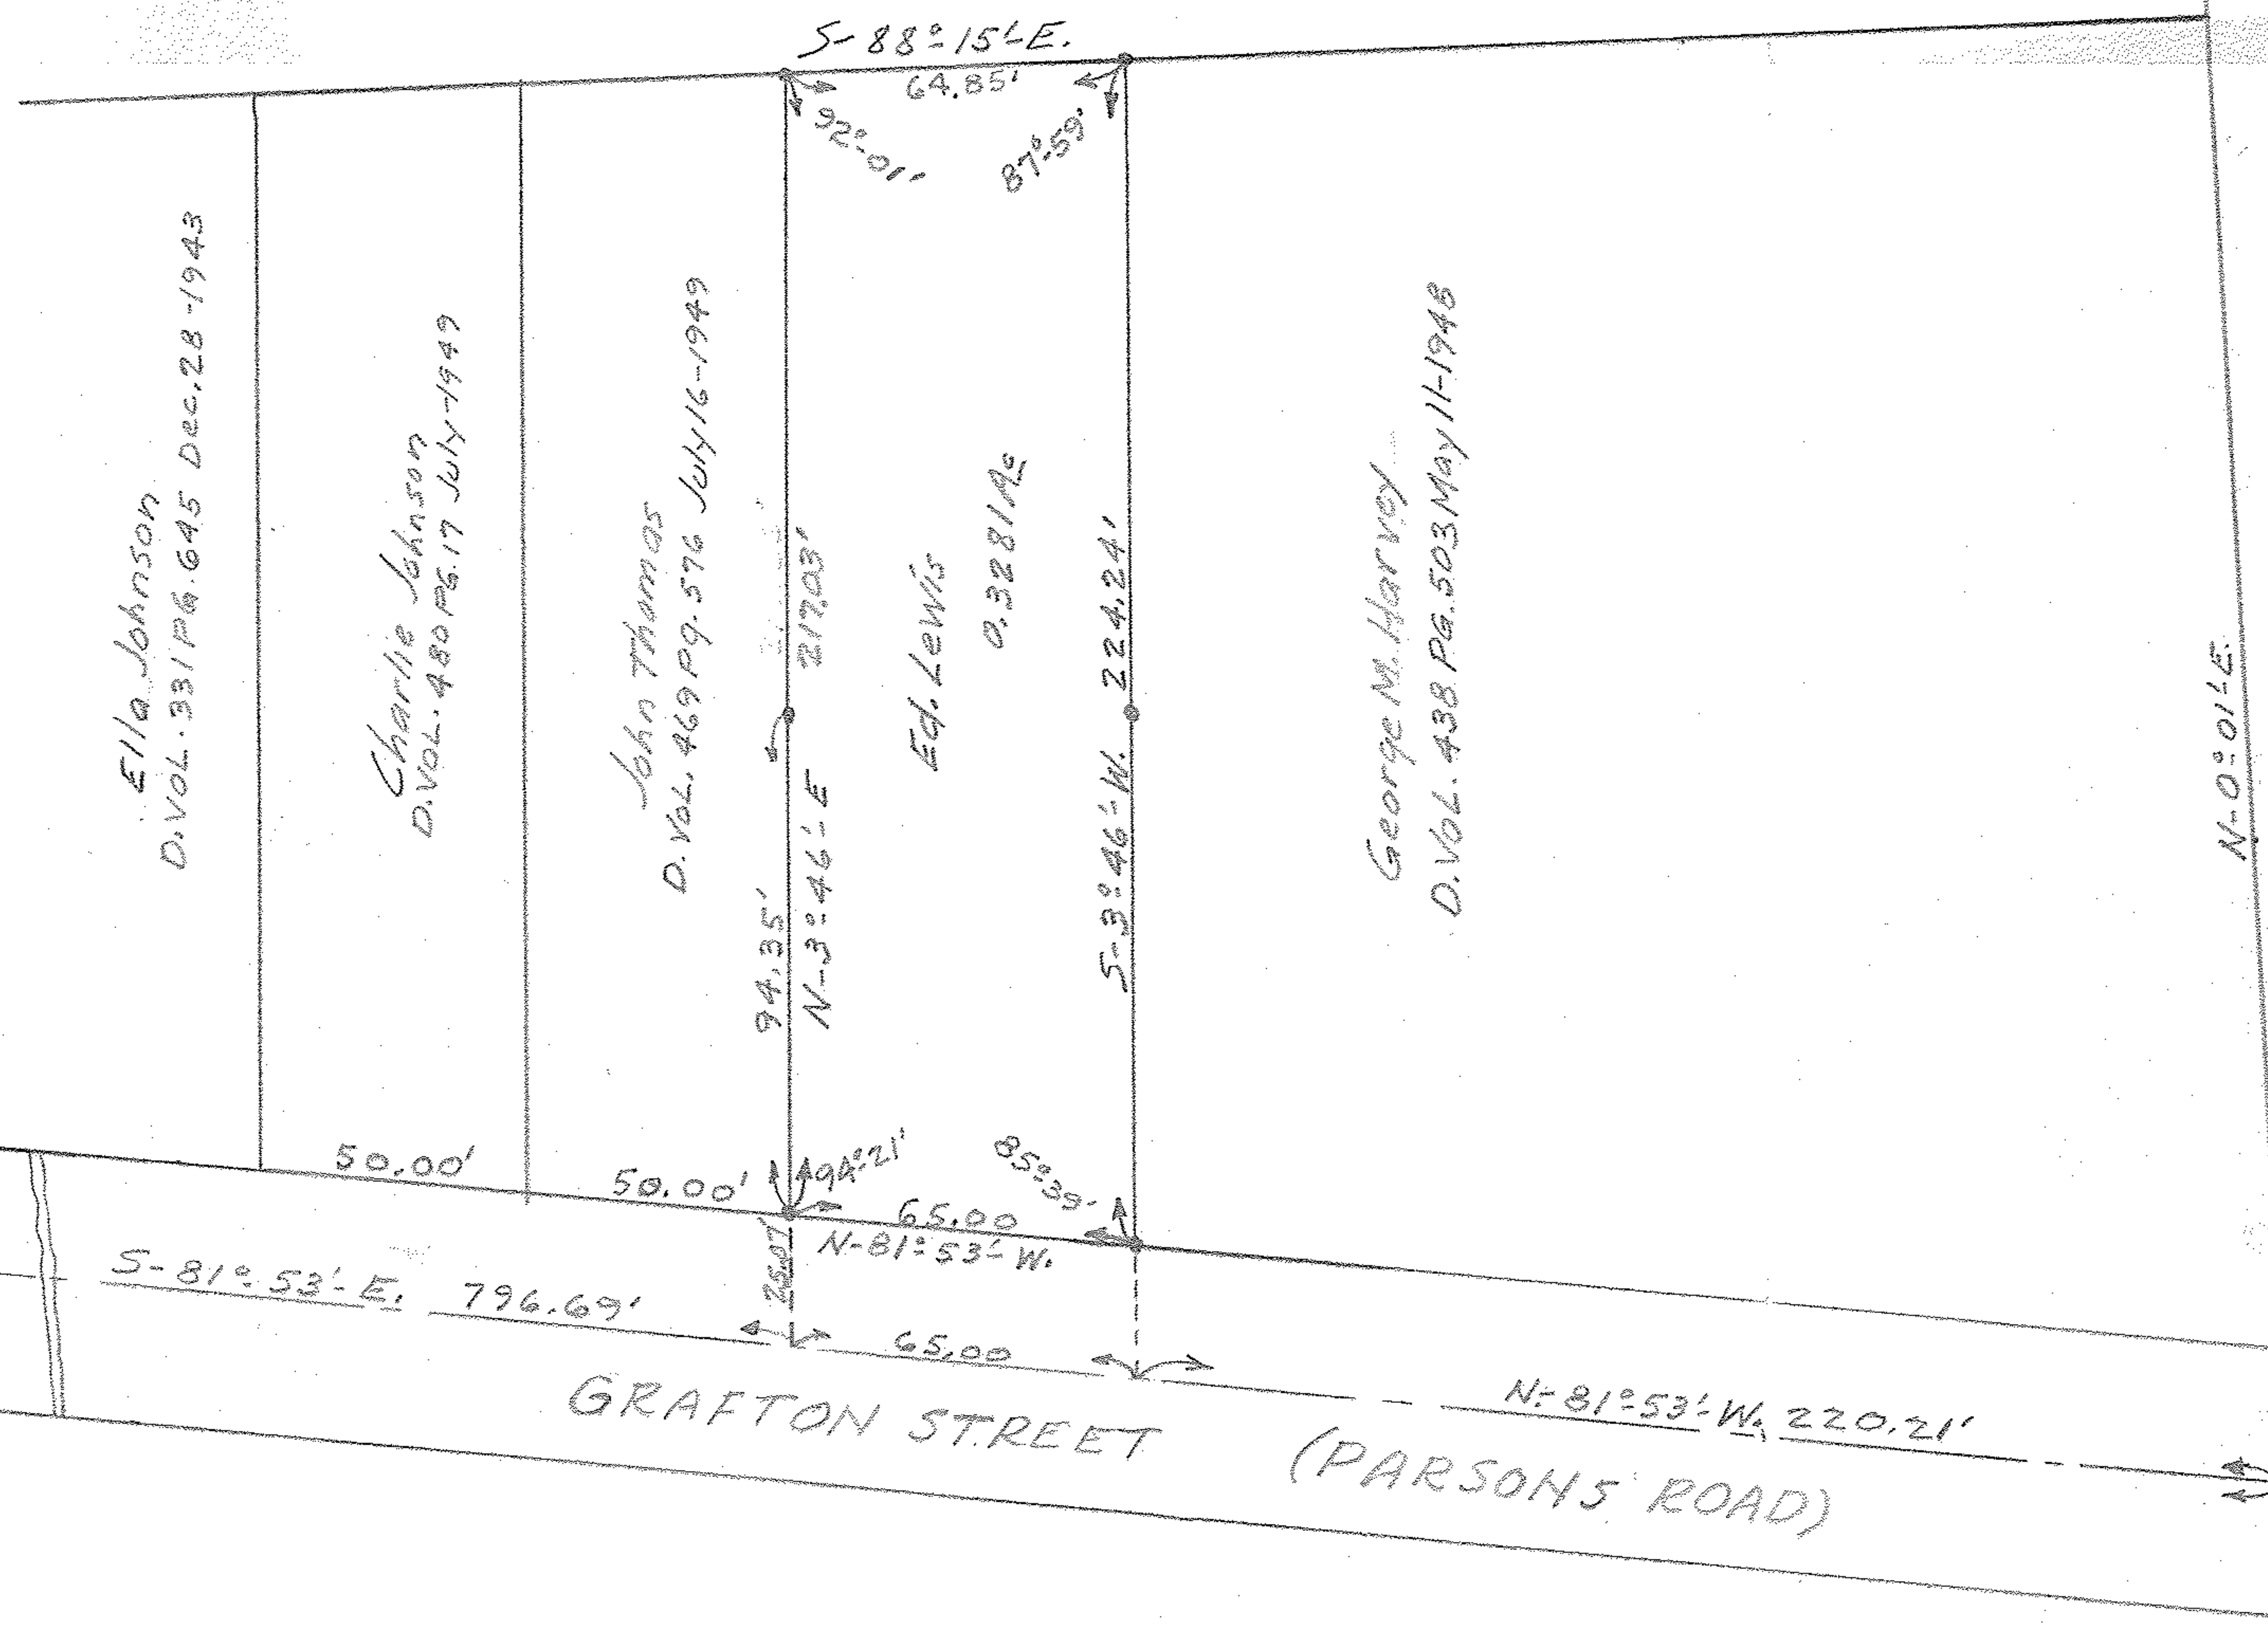 S-88°-15'-E.
64.85'
92°-01'
87°-59'
Ella Johnson
D.VOL.331 PG.645 Dec.28-1943
Charlie Johnson
D.VOL.480.PG.17 July-1949
John Thomas
D.VOL.469 Pg.576 July 16-1949
217.03'
94.35'
N-3°-46'-E
Ed. Lewis
0.3281 Ac
S-3°-46'-W. 224.24'
George M. Harvey
D.VOL.438 PG.503 May 11-1948
N-0°-01'-E.
50.00'
50.00'
94°-21'
85°-39'
65.00
N-81°-53'-W.
25.07'
S-81°-53'-E. 796.69'
65.00
N-81°-53'-W. 220.21'
GRAFTON STREET (PARSONS ROAD)